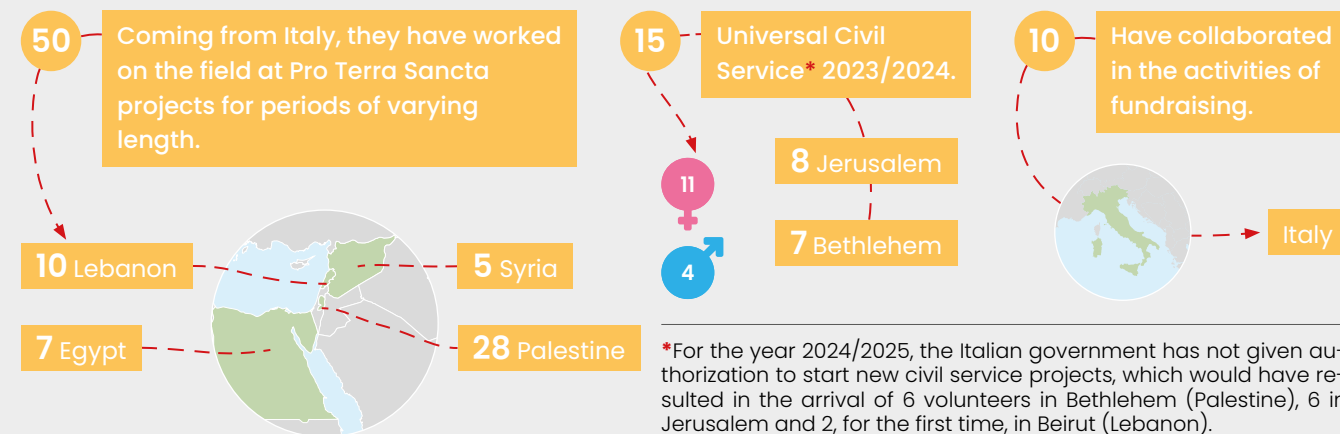 50
Coming from Italy, they have worked
on the field at Pro Terra Sancta
projects for periods of varying
length.
10 Lebanon
5 Syria
7 Egypt
28 Palestine
15
Universal Civil
Service* 2023/2024.
11
4
8 Jerusalem
7 Bethlehem
10
Have collaborated
in the activities of
fundraising.
Italy
*For the year 2024/2025, the Italian government has not given au-
thorization to start new civil service projects, which would have re-
sulted in the arrival of 6 volunteers in Bethlehem (Palestine), 6 in
Jerusalem and 2, for the first time, in Beirut (Lebanon).